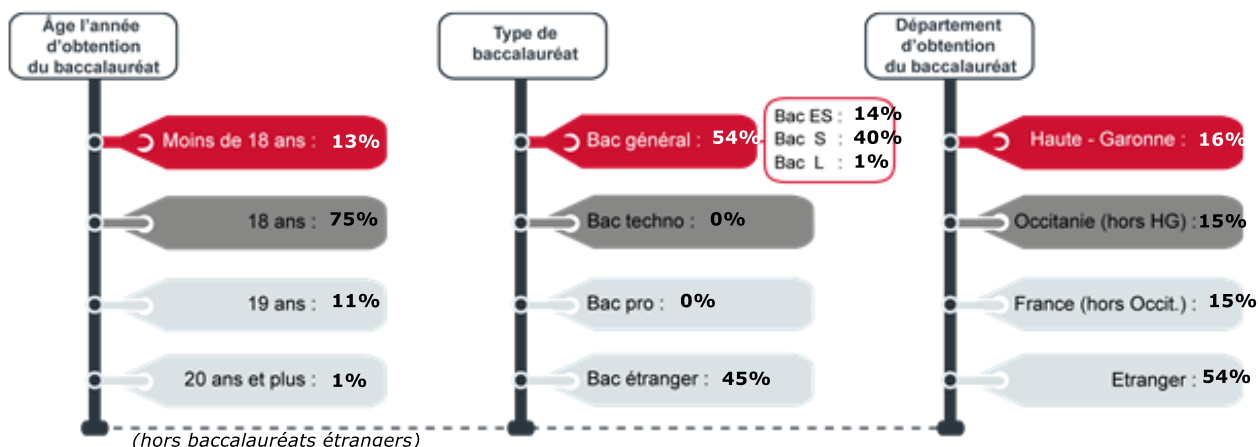 Âge l'année
d'obtention
du baccalauréat
Moins de 18 ans : 13%
18 ans : 75%
19 ans : 11%
20 ans et plus : 1%
(hors baccalauréats étrangers)
Type de
baccalauréat
Bac général : 54%
Bac ES : 14%
Bac S : 40%
Bac L : 1%
Bac techno : 0%
Bac pro : 0%
Bac étranger : 45%
Département
d'obtention
du baccalauréat
Haute - Garonne : 16%
Occitanie (hors HG) : 15%
France (hors Occit.) : 15%
Etranger : 54%